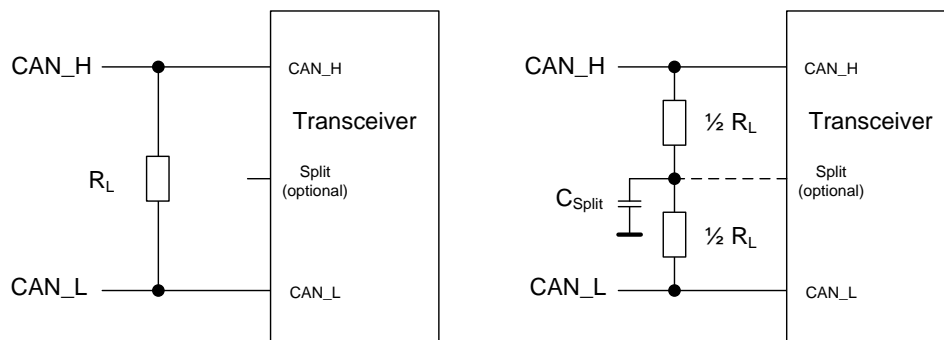 CAN_H
CAN_H
Transceiver
R_L
Split
(optional)
CAN_L
CAN_L
CAN_H
CAN_H
½ R_L
Transceiver
Split
(optional)
C_Split
½ R_L
CAN_L
CAN_L